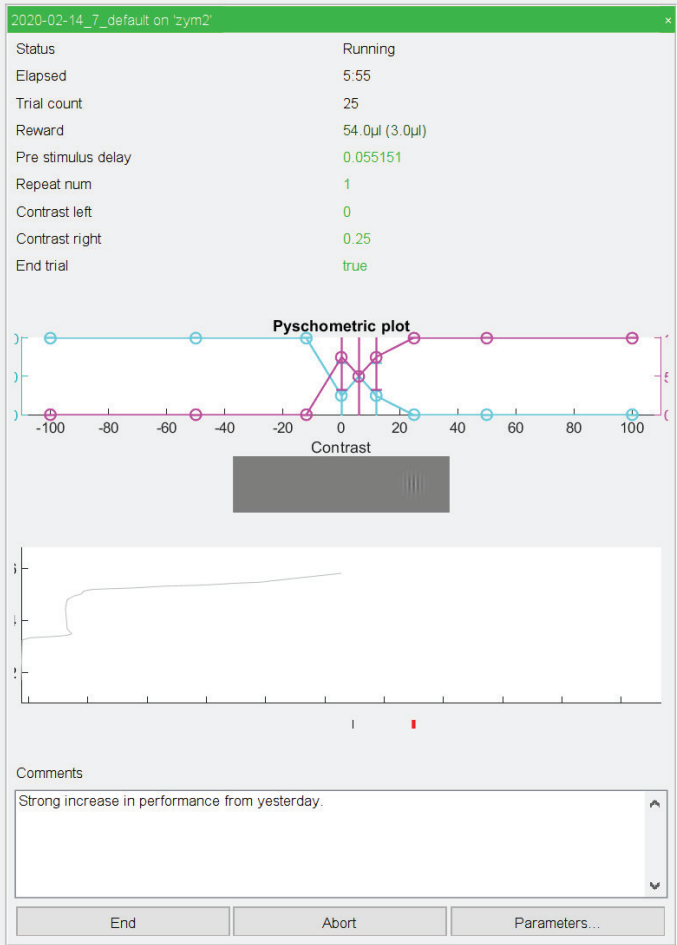 2020-02-14_7_default on 'zym2' ×
Status Running
Elapsed 5:55
Trial count 25
Reward 54.0µl (3.0µl)
Pre stimulus delay 0.055151
Repeat num 1
Contrast left 0
Contrast right 0.25
End trial true
Pyschometric plot
-100 -80 -60 -40 -20 0 20 40 60 80 100
Contrast
Comments
Strong increase in performance from yesterday.
End Abort Parameters...